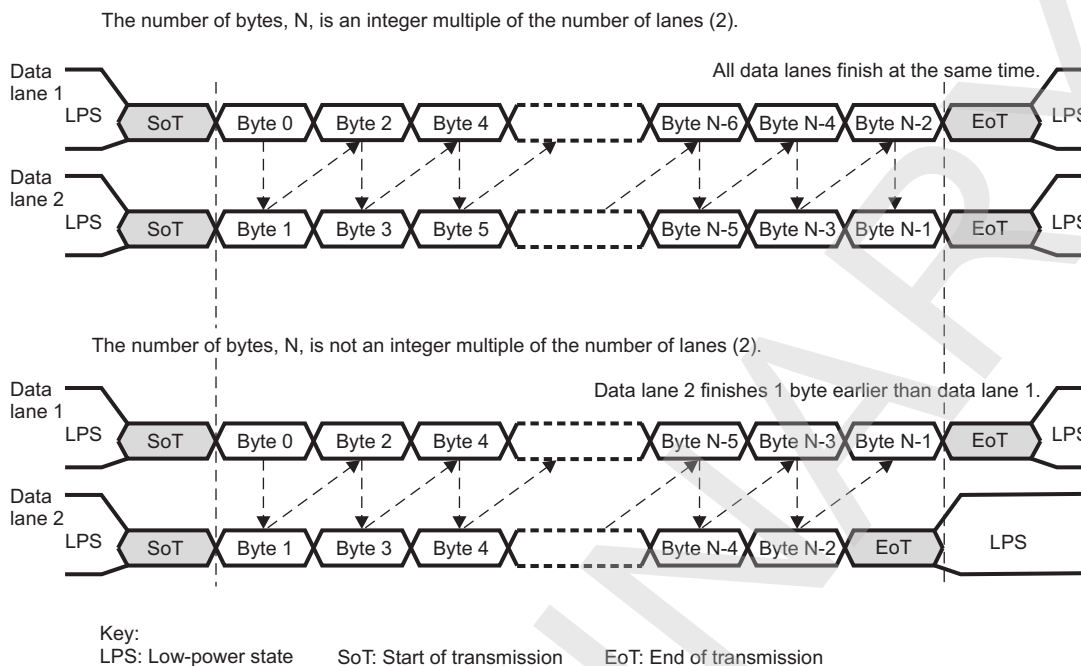 The number of bytes, N, is an integer multiple of the number of lanes (2).
All data lanes finish at the same time.
Data
lane 1
LPS SoT Byte 0 Byte 2 Byte 4 Byte N-6 Byte N-4 Byte N-2 EoT LPS
Data
lane 2
LPS SoT Byte 1 Byte 3 Byte 5 Byte N-5 Byte N-3 Byte N-1 EoT LPS
The number of bytes, N, is not an integer multiple of the number of lanes (2).
Data lane 2 finishes 1 byte earlier than data lane 1.
Data
lane 1
LPS SoT Byte 0 Byte 2 Byte 4 Byte N-5 Byte N-3 Byte N-1 EoT LPS
Data
lane 2
LPS SoT Byte 1 Byte 3 Byte 4 Byte N-4 Byte N-2 EoT LPS
Key:
LPS: Low-power state SoT: Start of transmission EoT: End of transmission